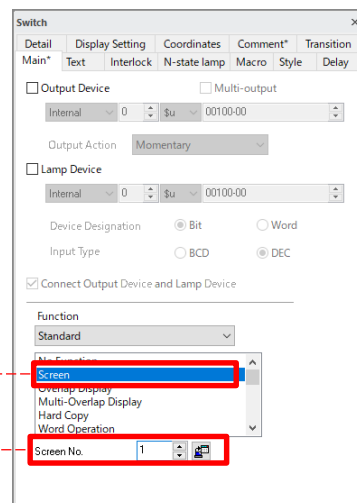 Switch
Detail Display Setting Coordinates Comment* Transition
Main* Text Interlock N-state lamp Macro Style Delay
Output Device Multi-output
Internal 0 $u 00100-00
Output Action Momentary
Lamp Device
Internal 0 $u 00100-00
Device Designation Bit Word
Input Type BCD DEC
Connect Output Device and Lamp Device
Function
Standard
No Function
Screen
Overlap Display
Multi-Overlap Display
Hard Copy
Word Operation
Screen No. 1